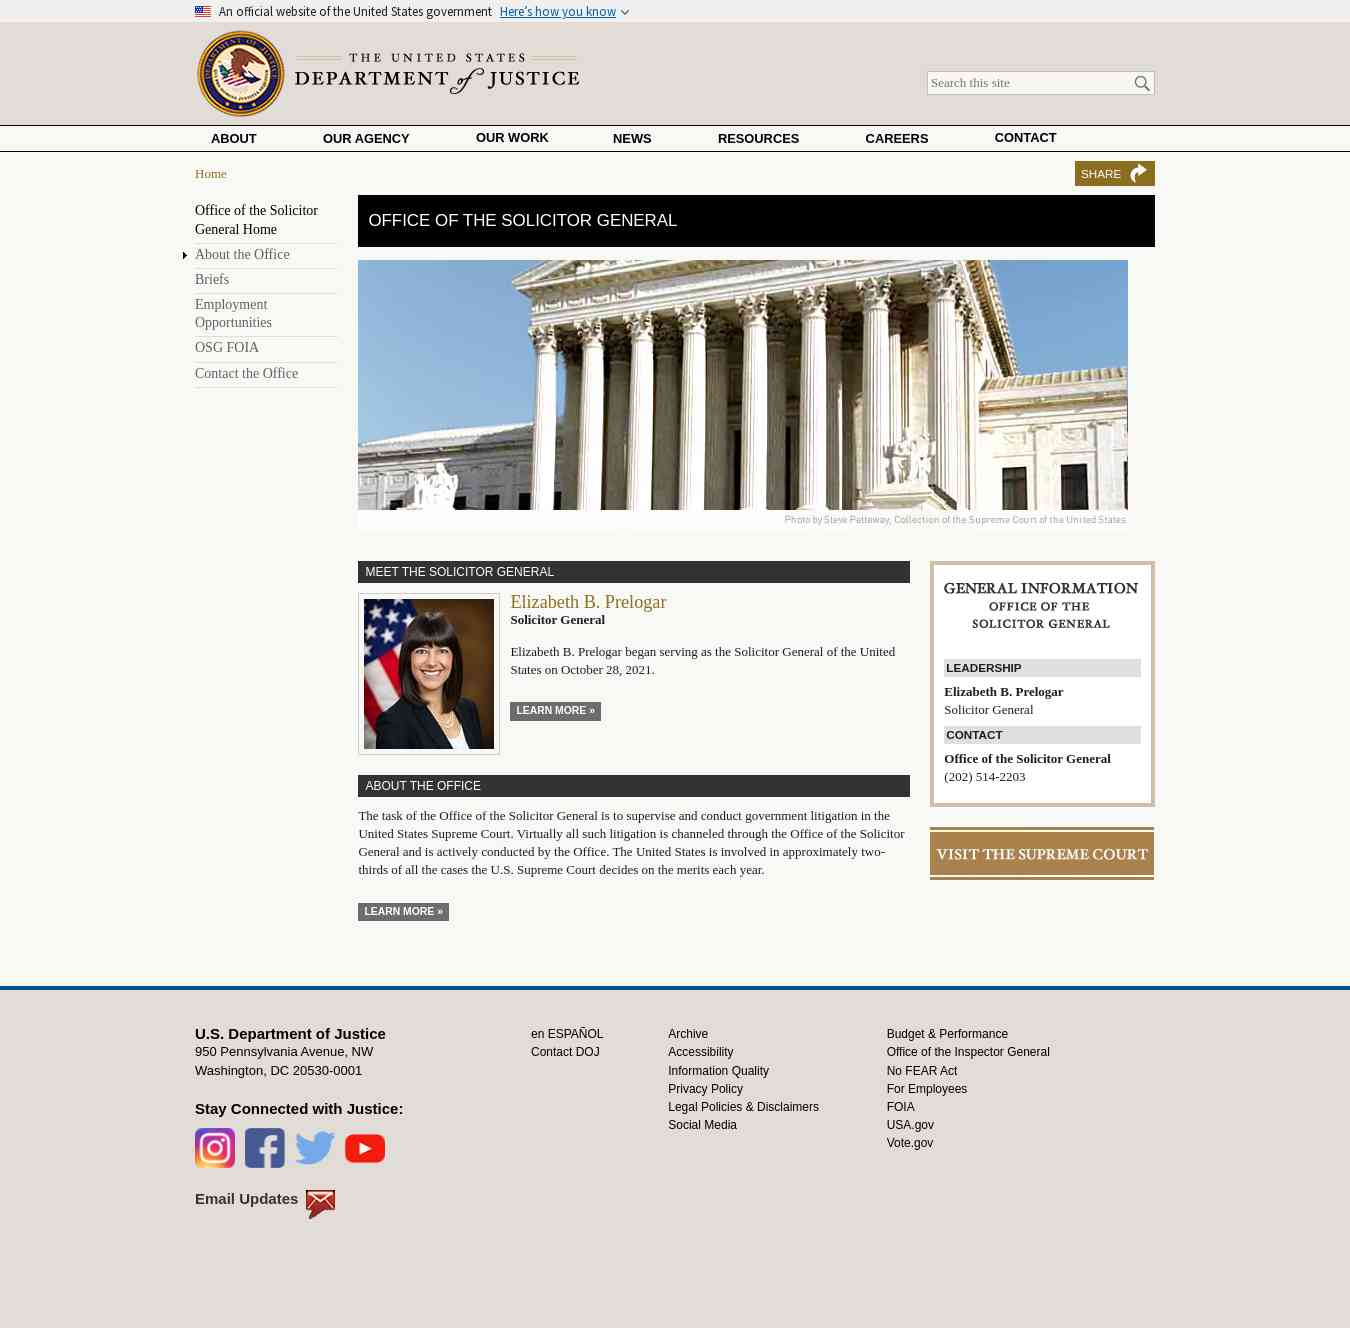 An official website of the United States government Here's how you know
THE UNITED STATES
DEPARTMENT of JUSTICE
Search this site
ABOUT OUR AGENCY OUR WORK NEWS RESOURCES CAREERS CONTACT
Home
SHARE
Office of the Solicitor
General Home
About the Office
Briefs
Employment
Opportunities
OSG FOIA
Contact the Office
OFFICE OF THE SOLICITOR GENERAL
Photo by Steve Petteway, Collection of the Supreme Court of the United States
MEET THE SOLICITOR GENERAL
Elizabeth B. Prelogar
Solicitor General
Elizabeth B. Prelogar began serving as the Solicitor General of the United
States on October 28, 2021.
LEARN MORE »
ABOUT THE OFFICE
The task of the Office of the Solicitor General is to supervise and conduct government litigation in the
United States Supreme Court. Virtually all such litigation is channeled through the Office of the Solicitor
General and is actively conducted by the Office. The United States is involved in approximately two-
thirds of all the cases the U.S. Supreme Court decides on the merits each year.
LEARN MORE »
GENERAL INFORMATION
OFFICE OF THE
SOLICITOR GENERAL
LEADERSHIP
Elizabeth B. Prelogar
Solicitor General
CONTACT
Office of the Solicitor General
(202) 514-2203
VISIT THE SUPREME COURT
U.S. Department of Justice
950 Pennsylvania Avenue, NW
Washington, DC 20530-0001
Stay Connected with Justice:
Email Updates
en ESPAÑOL
Contact DOJ
Archive
Accessibility
Information Quality
Privacy Policy
Legal Policies & Disclaimers
Social Media
Budget & Performance
Office of the Inspector General
No FEAR Act
For Employees
FOIA
USA.gov
Vote.gov